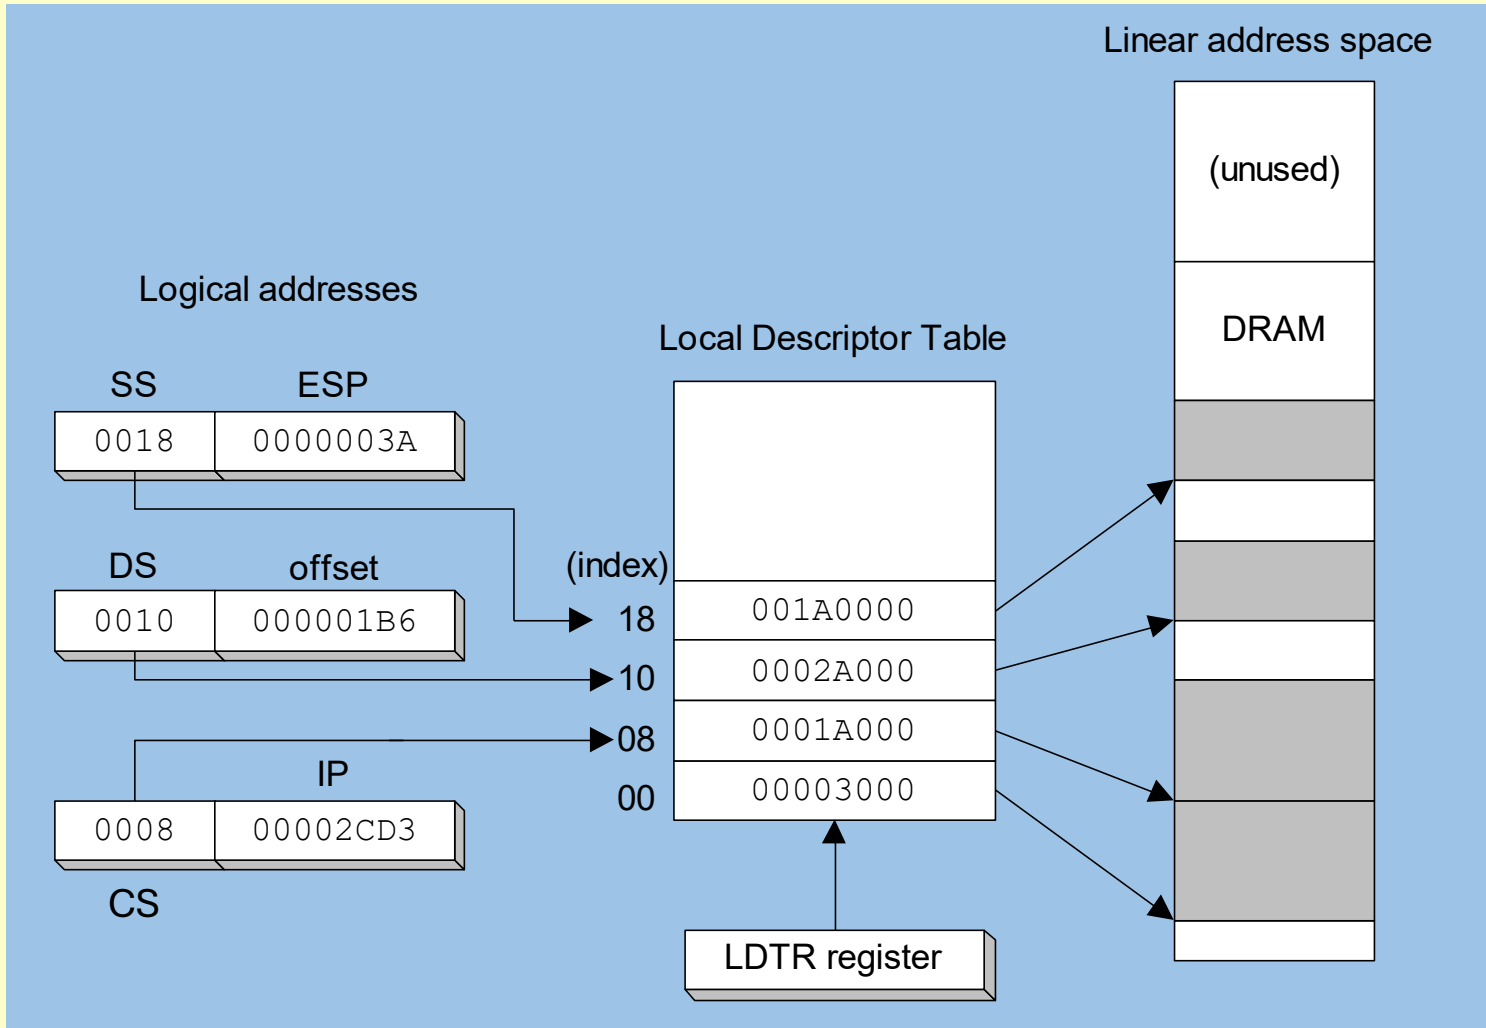 Linear address space
(unused)
Logical addresses
DRAM
Local Descriptor Table
SS ESP
0018 0000003A
DS offset
(index)
0010 000001B6
18 001A0000
10 0002A000
08 0001A000
IP
00 00003000
0008 00002CD3
CS
LDTR register